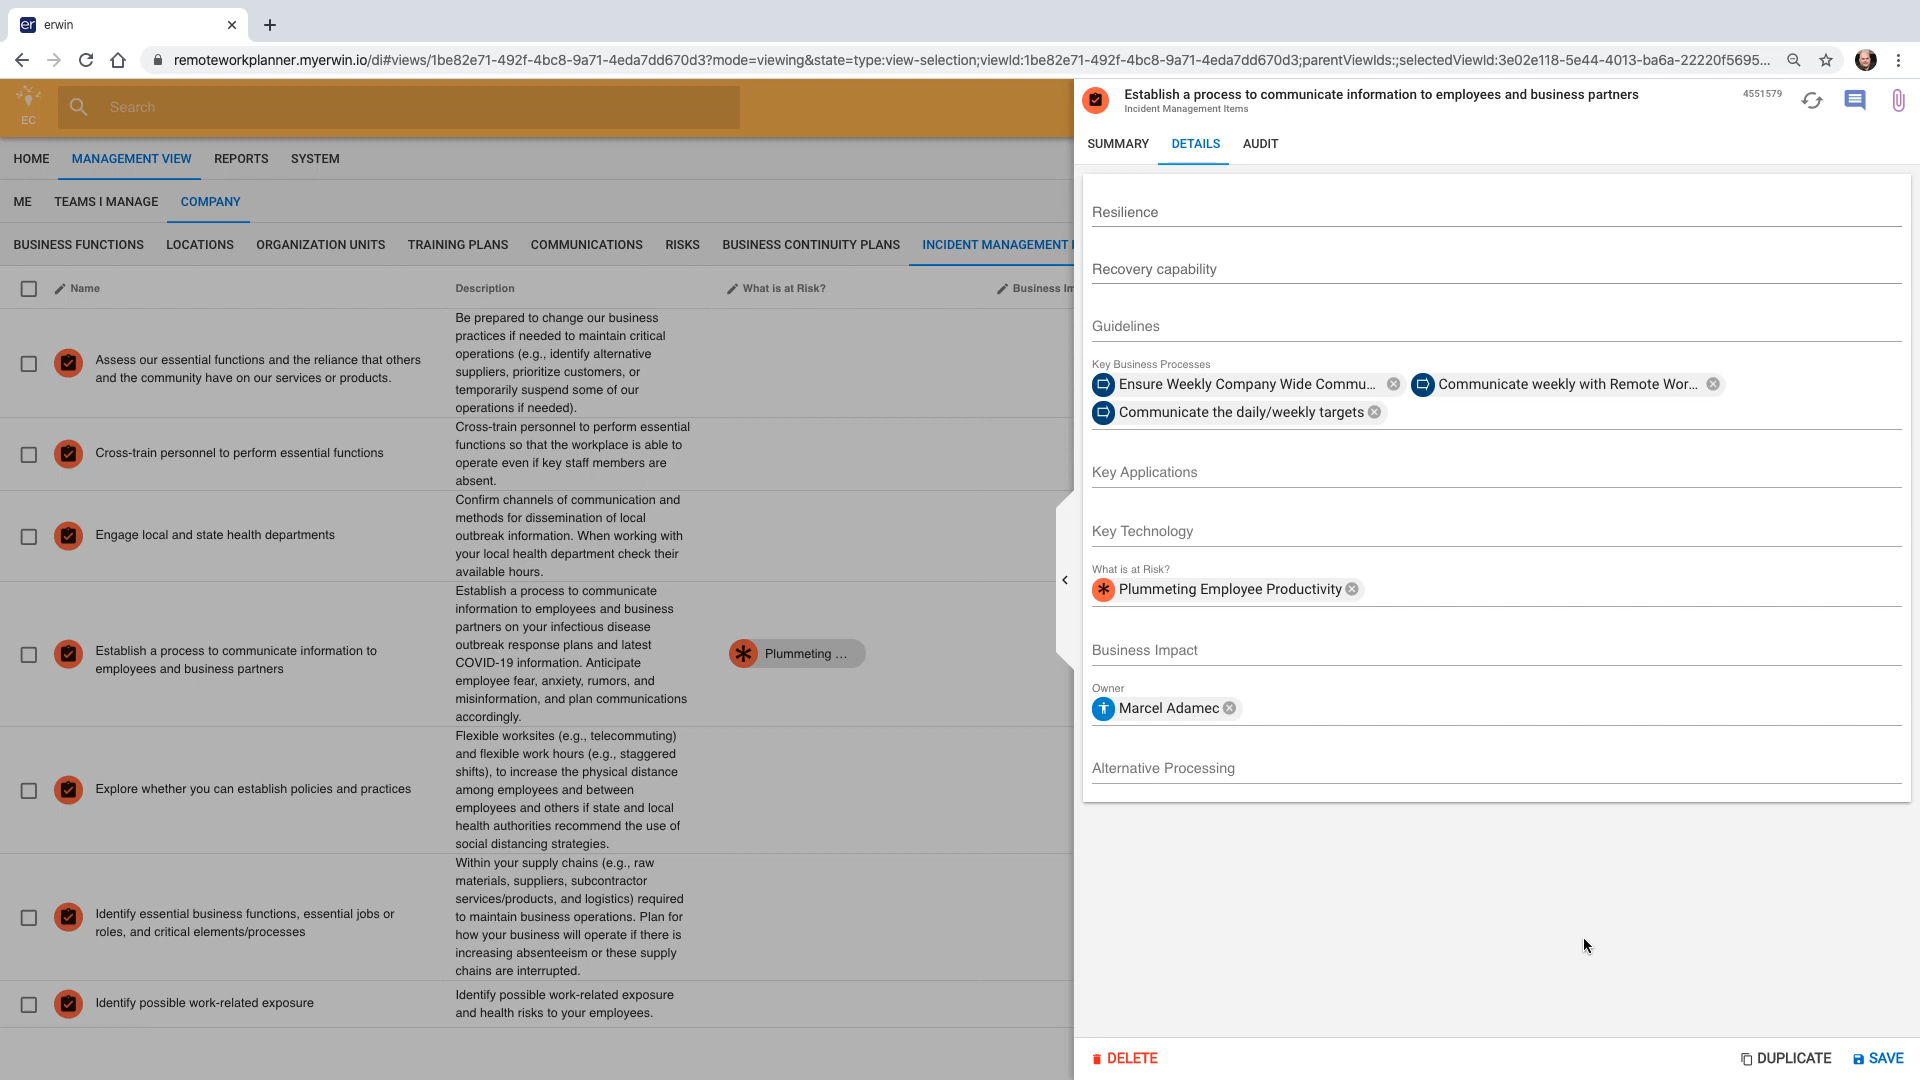 er erwin
remoteworkplanner.myerwin.io/di#views/1be82e71-492f-4bc8-9a71-4eda7dd670d3?mode=viewing&state=type:view-selection;viewId:1be82e71-492f-4bc8-9a71-4eda7dd670d3;parentViewIds:;selectedViewId:3e02e118-5e44-4013-ba6a-22220f5695...
EC
Search
HOME MANAGEMENT VIEW REPORTS SYSTEM
ME TEAMS I MANAGE COMPANY
BUSINESS FUNCTIONS LOCATIONS ORGANIZATION UNITS TRAINING PLANS COMMUNICATIONS RISKS BUSINESS CONTINUITY PLANS INCIDENT MANAGEMENT
Name Description What is at Risk? Business Im
Assess our essential functions and the reliance that others
and the community have on our services or products.
Be prepared to change our business
practices if needed to maintain critical
operations (e.g., identify alternative
suppliers, prioritize customers, or
temporarily suspend some of our
operations if needed).
Cross-train personnel to perform essential functions
Cross-train personnel to perform essential
functions so that the workplace is able to
operate even if key staff members are
absent.
Engage local and state health departments
Confirm channels of communication and
methods for dissemination of local
outbreak information. When working with
your local health department check their
available hours.
Establish a process to communicate information to
employees and business partners
Establish a process to communicate
information to employees and business
partners on your infectious disease
outbreak response plans and latest
COVID-19 information. Anticipate
employee fear, anxiety, rumors, and
misinformation, and plan communications
accordingly.
Plummeting ...
Explore whether you can establish policies and practices
Flexible worksites (e.g., telecommuting)
and flexible work hours (e.g., staggered
shifts), to increase the physical distance
among employees and between
employees and others if state and local
health authorities recommend the use of
social distancing strategies.
Identify essential business functions, essential jobs or
roles, and critical elements/processes
Within your supply chains (e.g., raw
materials, suppliers, subcontractor
services/products, and logistics) required
to maintain business operations. Plan for
how your business will operate if there is
increasing absenteeism or these supply
chains are interrupted.
Identify possible work-related exposure
Identify possible work-related exposure
and health risks to your employees.
Establish a process to communicate information to employees and business partners
Incident Management Items
4551579
SUMMARY DETAILS AUDIT
Resilience
Recovery capability
Guidelines
Key Business Processes
Ensure Weekly Company Wide Commu... Communicate weekly with Remote Wor...
Communicate the daily/weekly targets
Key Applications
Key Technology
What is at Risk?
Plummeting Employee Productivity
Business Impact
Owner
Marcel Adamec
Alternative Processing
DELETE DUPLICATE SAVE